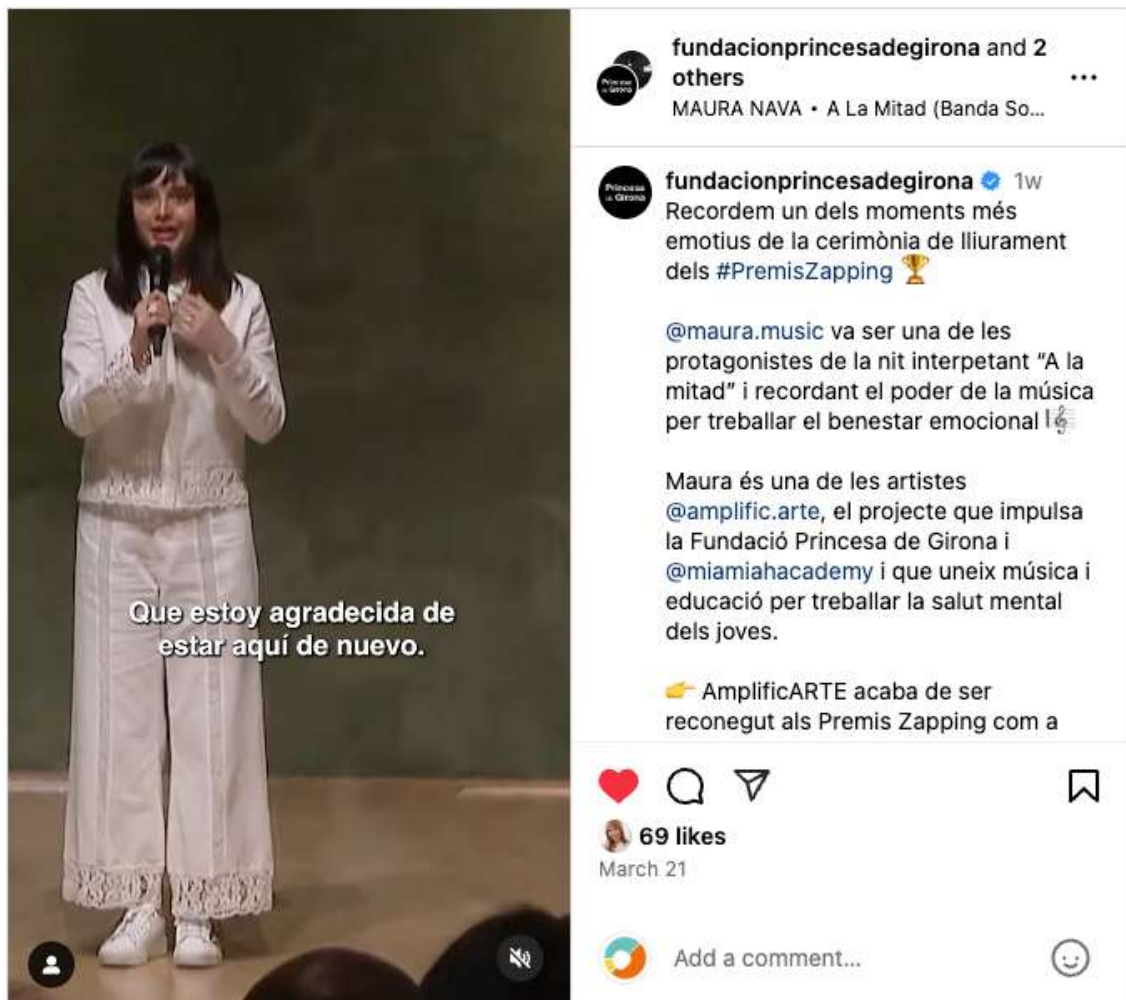 Que estoy agradecida de
estar aquí de nuevo.
fundacionprincesadegirona and 2
others
MAURA NAVA • A La Mitad (Banda So...
Princesa
de Girona
fundacionprincesadegirona 1w
Recordem un dels moments més
emotius de la cerimònia de lliurament
dels #PremisZapping 🏆
@maura.music va ser una de les
protagonistes de la nit interpetant “A la
mitad” i recordant el poder de la música
per treballar el benestar emocional 🎼
Maura és una de les artistes
@amplific.arte, el projecte que impulsa
la Fundació Princesa de Girona i
@miamiahacademy i que uneix música i
educació per treballar la salut mental
dels joves.
👉 AmplificARTE acaba de ser
reconegut als Premis Zapping com a
69 likes
March 21
Add a comment...